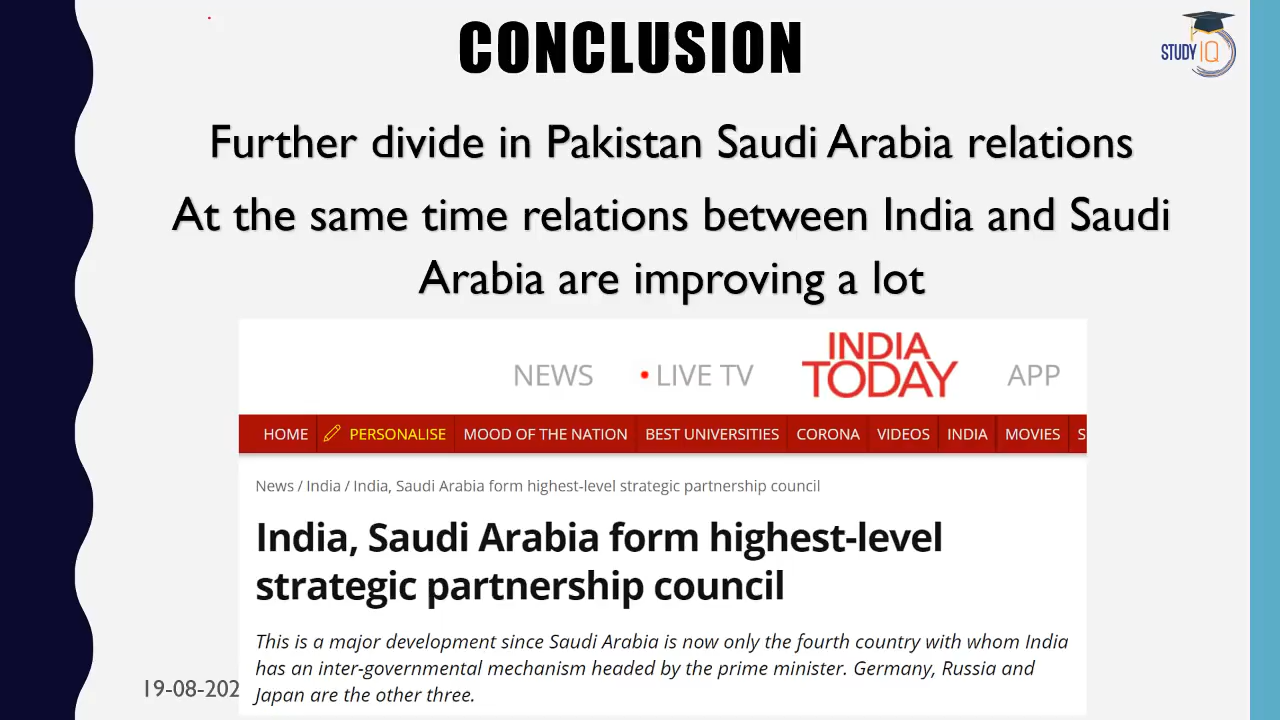 CONCLUSION
STUDY IQ
Further divide in Pakistan Saudi Arabia relations
At the same time relations between India and Saudi
Arabia are improving a lot
NEWS
• LIVE TV
INDIA
TODAY
APP
HOME PERSONALISE MOOD OF THE NATION BEST UNIVERSITIES CORONA VIDEOS INDIA MOVIES S
News / India / India, Saudi Arabia form highest-level strategic partnership council
India, Saudi Arabia form highest-level
strategic partnership council
This is a major development since Saudi Arabia is now only the fourth country with whom India
has an inter-governmental mechanism headed by the prime minister. Germany, Russia and
Japan are the other three.
19-08-202